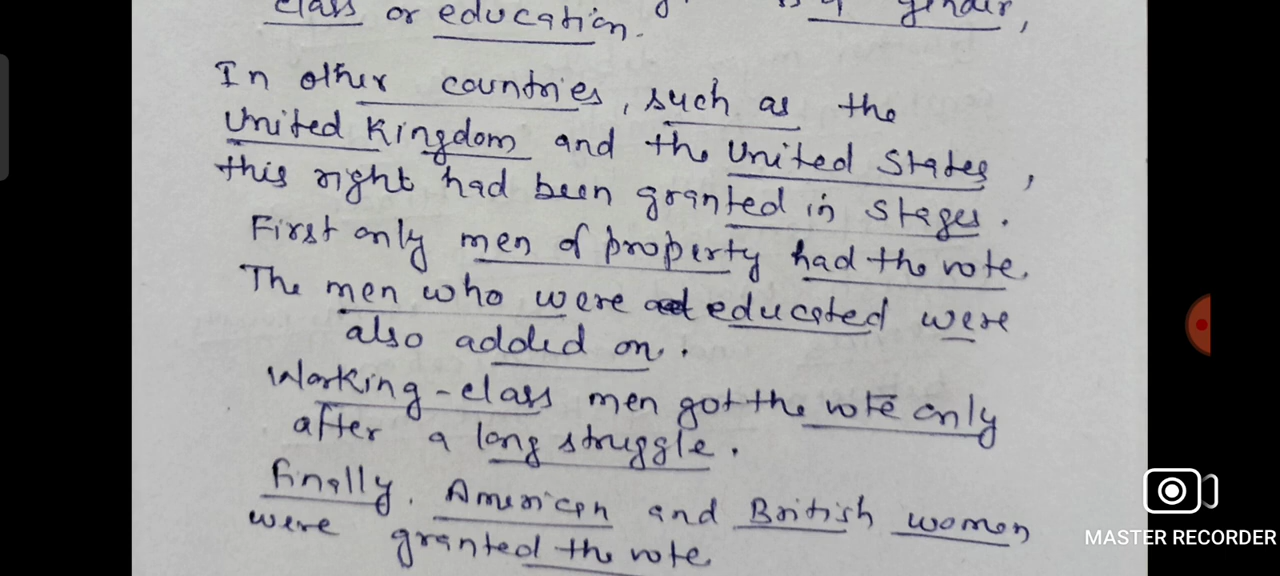 class or education.
gender,
In other countries, such as the
United Kingdom and the United States,
this right had been granted in stages.
First only men of property had the vote.
The men who were educated were
also added on.
Working-class men got the vote only
after a long struggle.
Finally, American and British women
were granted the vote
MASTER RECORDER